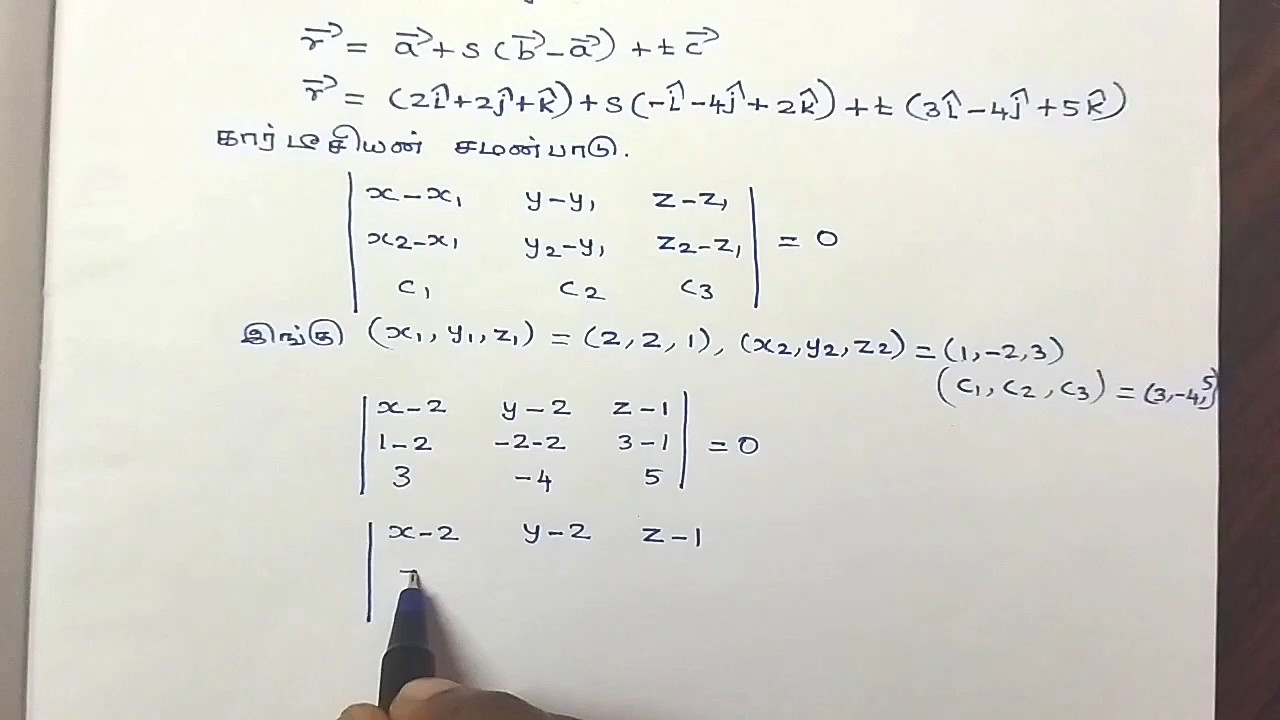 r⃗ = a⃗ + s (b⃗ - a⃗) + t c⃗
r⃗ = (2î + 2ĵ + k̂) + s (-î - 4ĵ + 2k̂) + t (3î - 4ĵ + 5k̂)
கார்டீசியன் சமன்பாடு.
| x - x₁ y - y₁ z - z₁ |
| x₂ - x₁ y₂ - y₁ z₂ - z₁ | = 0
| c₁ c₂ c₃ |
இங்கு (x₁, y₁, z₁) = (2, 2, 1), (x₂, y₂, z₂) = (1, -2, 3)
(c₁, c₂, c₃) = (3, -4, 5)
| x - 2 y - 2 z - 1 |
| 1 - 2 -2 - 2 3 - 1 | = 0
| 3 -4 5 |
| x - 2 y - 2 z - 1
-